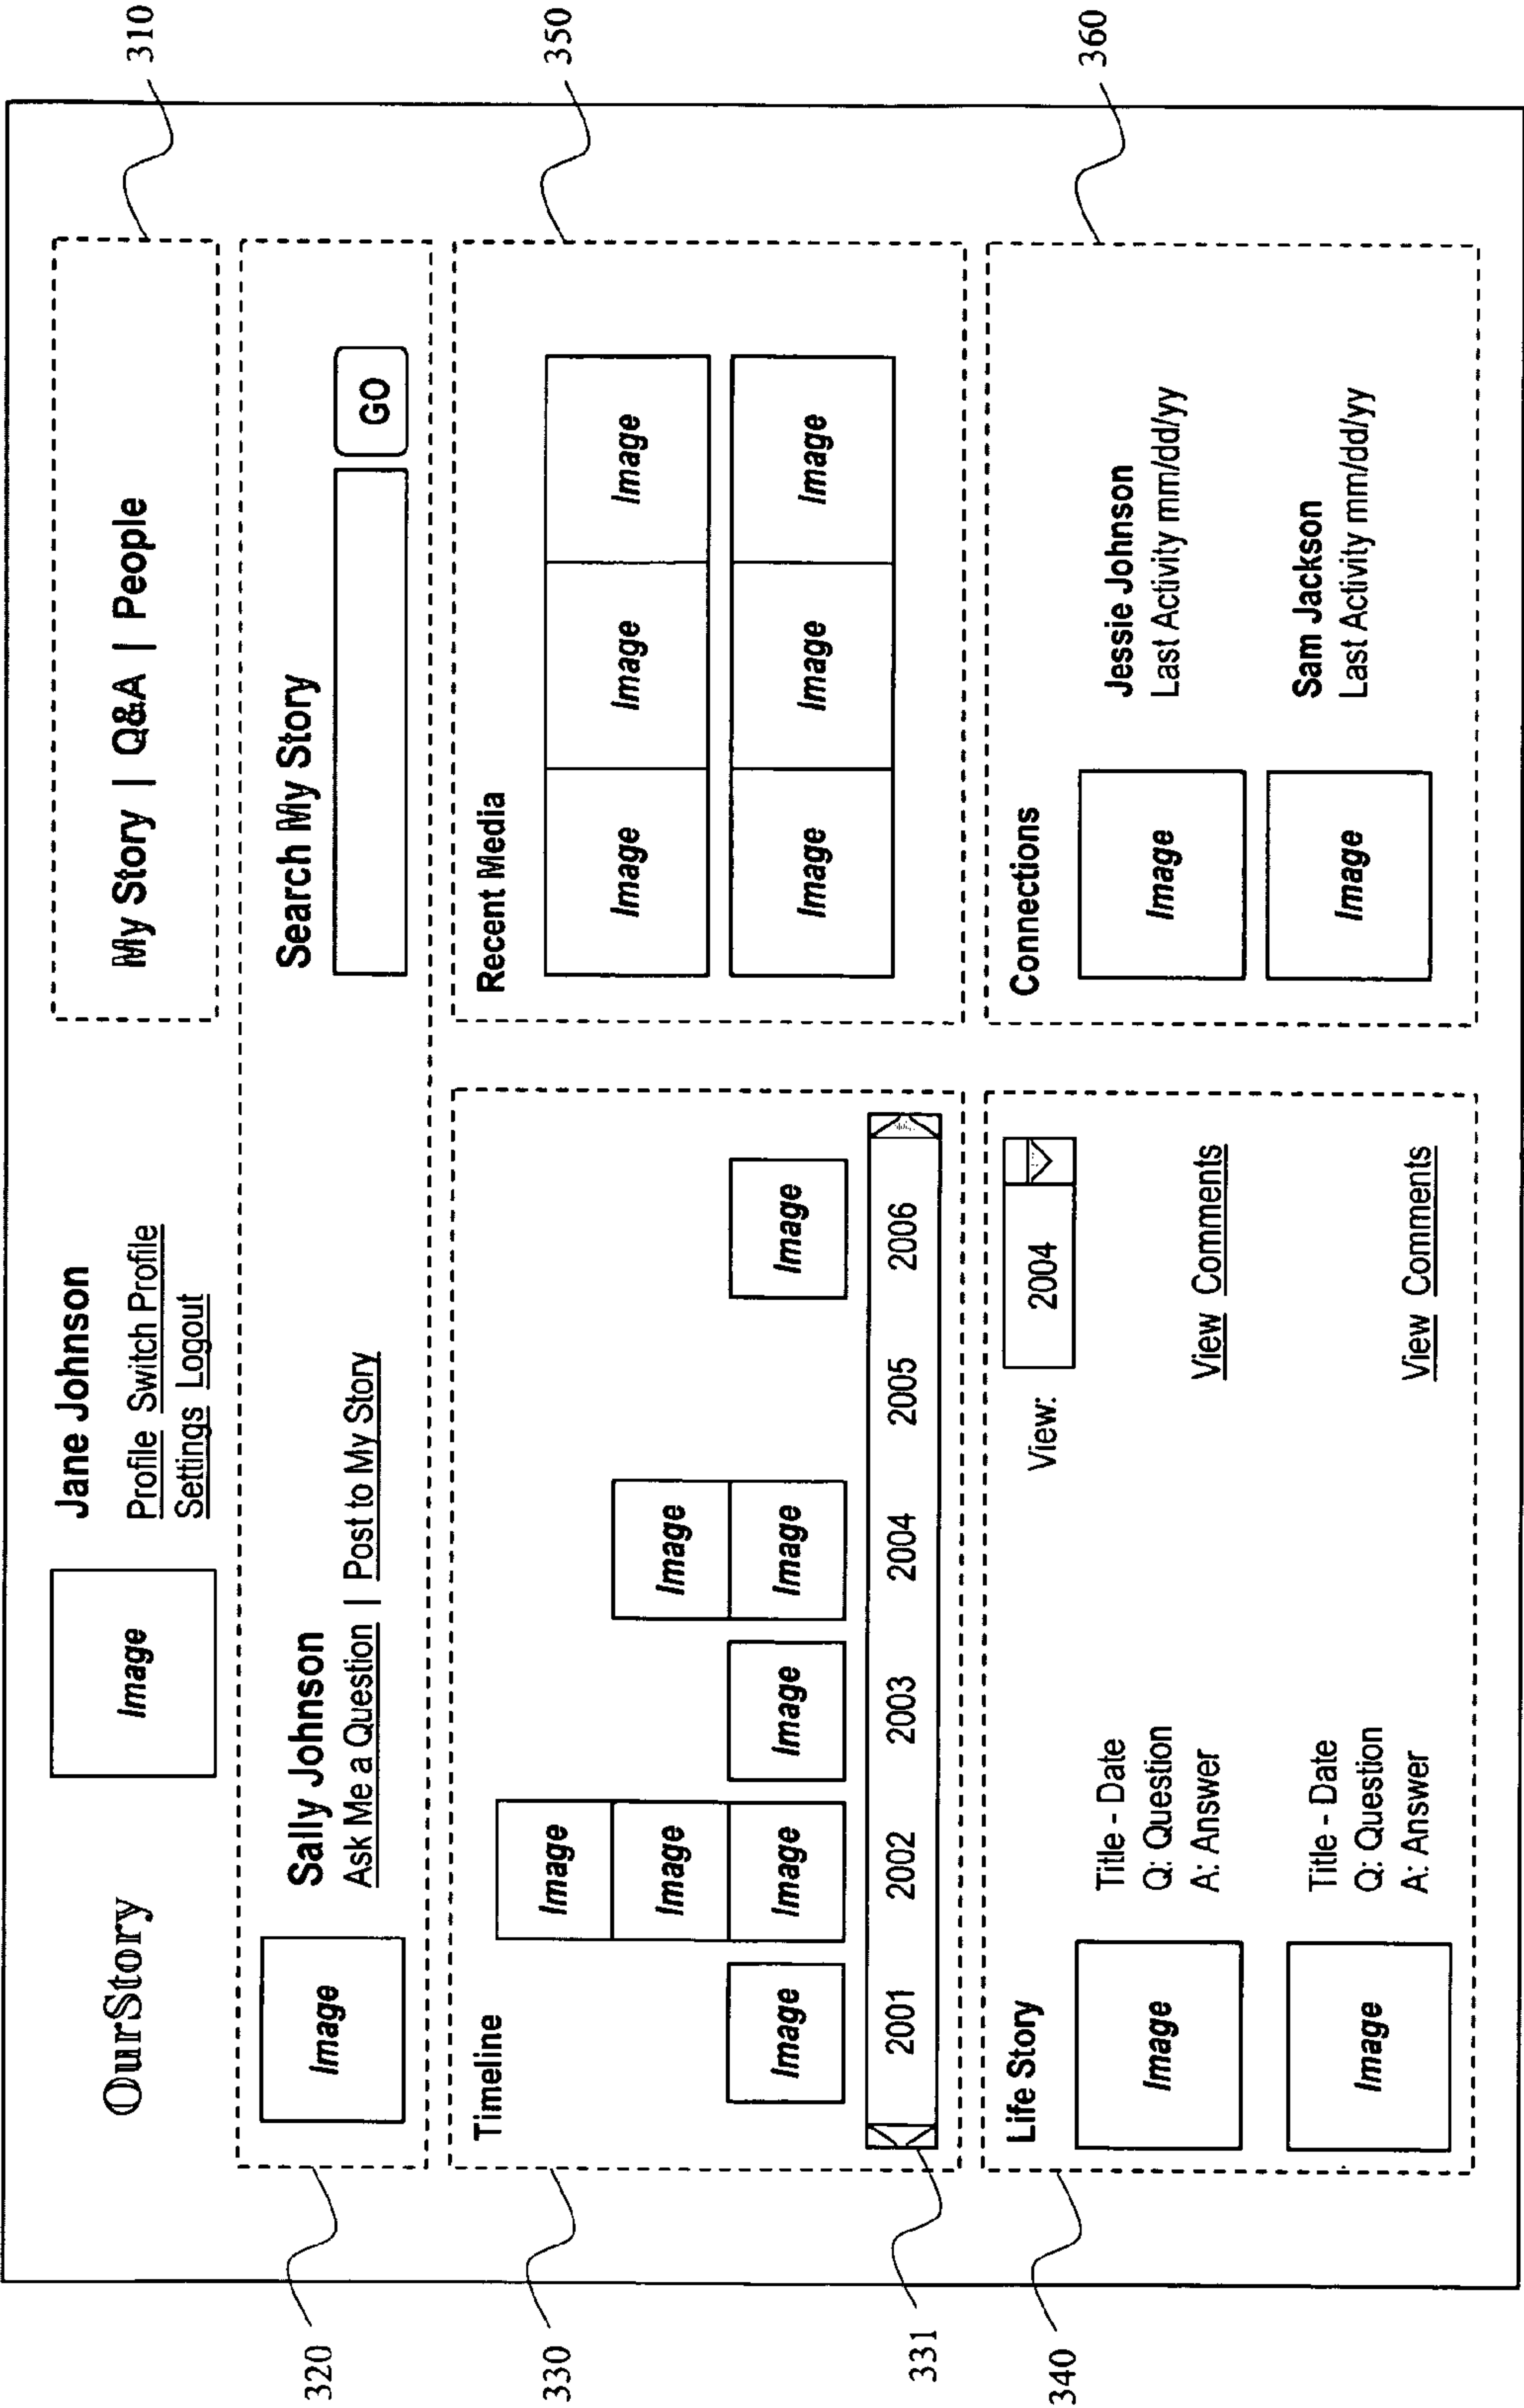 OurStory
Image
Jane Johnson
Profile Switch Profile
Settings Logout
My Story | Q&A | People
310
320
Image
Sally Johnson
Ask Me a Question | Post to My Story
Search My Story
GO
330
Timeline
Image
Image Image
Image Image Image Image Image
2001 2002 2003 2004 2005 2006
331
350
Recent Media
Image Image Image
Image Image Image
340
Life Story
View: 2004
Image
Title - Date
Q: Question
A: Answer
View Comments
Image
Title - Date
Q: Question
A: Answer
View Comments
360
Connections
Image
Jessie Johnson
Last Activity mm/dd/yy
Image
Sam Jackson
Last Activity mm/dd/yy